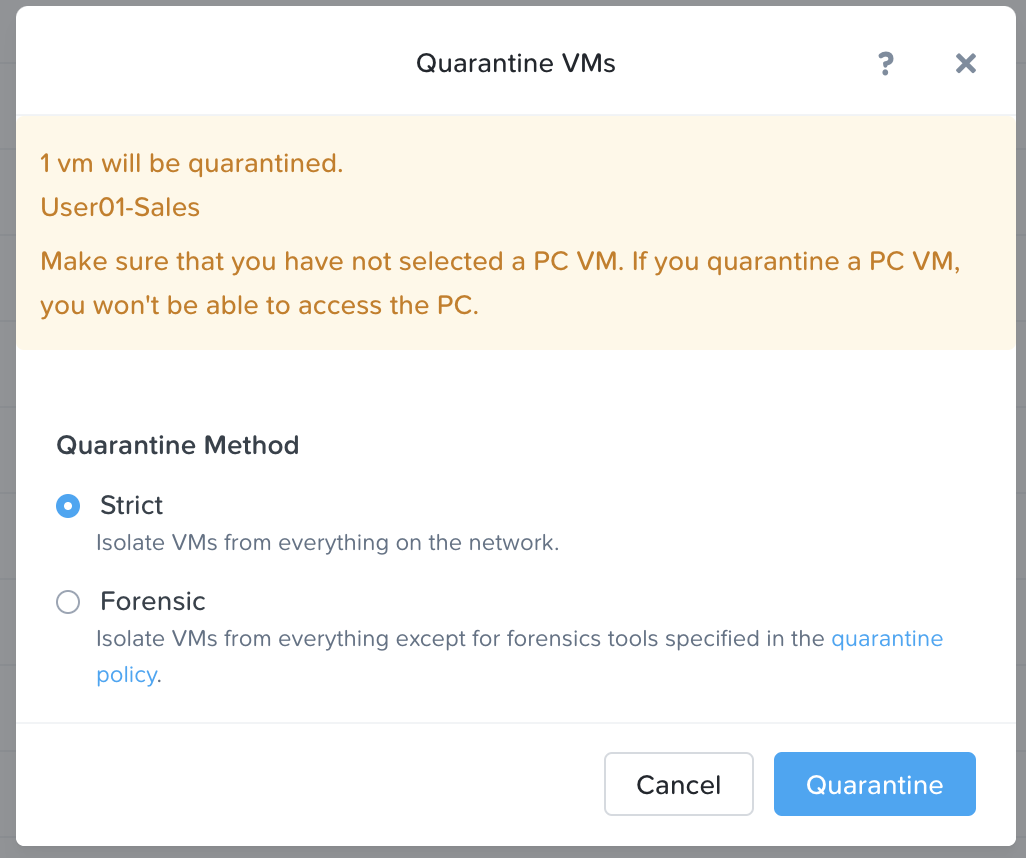 Quarantine VMs
?
1 vm will be quarantined.
User01-Sales
Make sure that you have not selected a PC VM. If you quarantine a PC VM,
you won't be able to access the PC.
Quarantine Method
Strict
Isolate VMs from everything on the network.
Forensic
Isolate VMs from everything except for forensics tools specified in the quarantine
policy.
Cancel
Quarantine